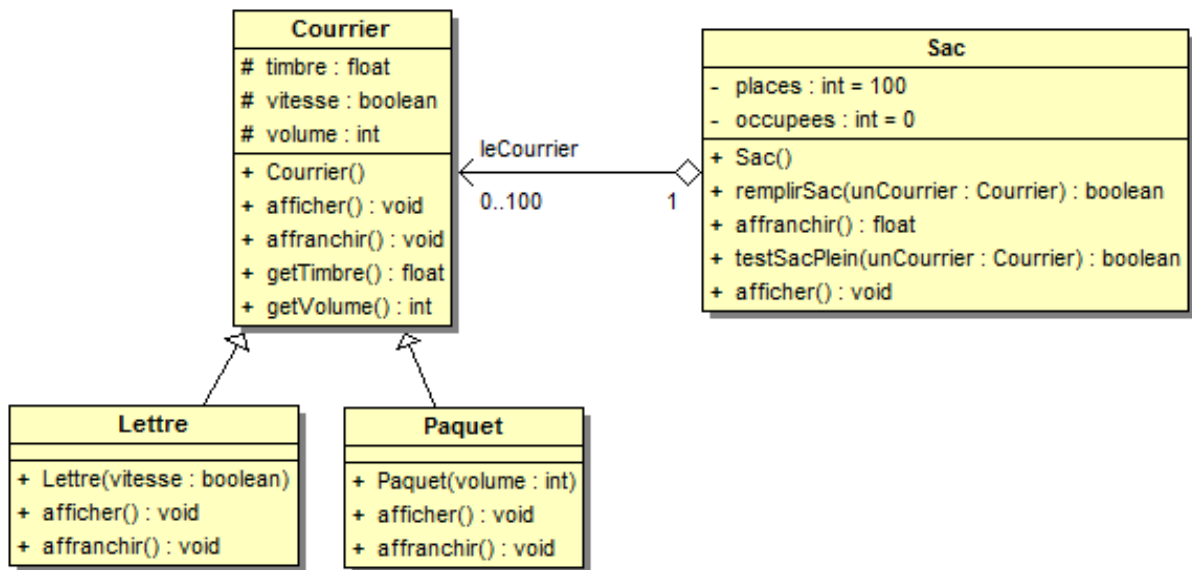 Courrier
# timbre : float
# vitesse : boolean
# volume : int
+ Courrier()
+ afficher() : void
+ affranchir() : void
+ getTimbre() : float
+ getVolume() : int
leCourrier
0..100
1
Sac
- places : int = 100
- occupees : int = 0
+ Sac()
+ remplirSac(unCourrier : Courrier) : boolean
+ affranchir() : float
+ testSacPlein(unCourrier : Courrier) : boolean
+ afficher() : void
Lettre
+ Lettre(vitesse : boolean)
+ afficher() : void
+ affranchir() : void
Paquet
+ Paquet(volume : int)
+ afficher() : void
+ affranchir() : void